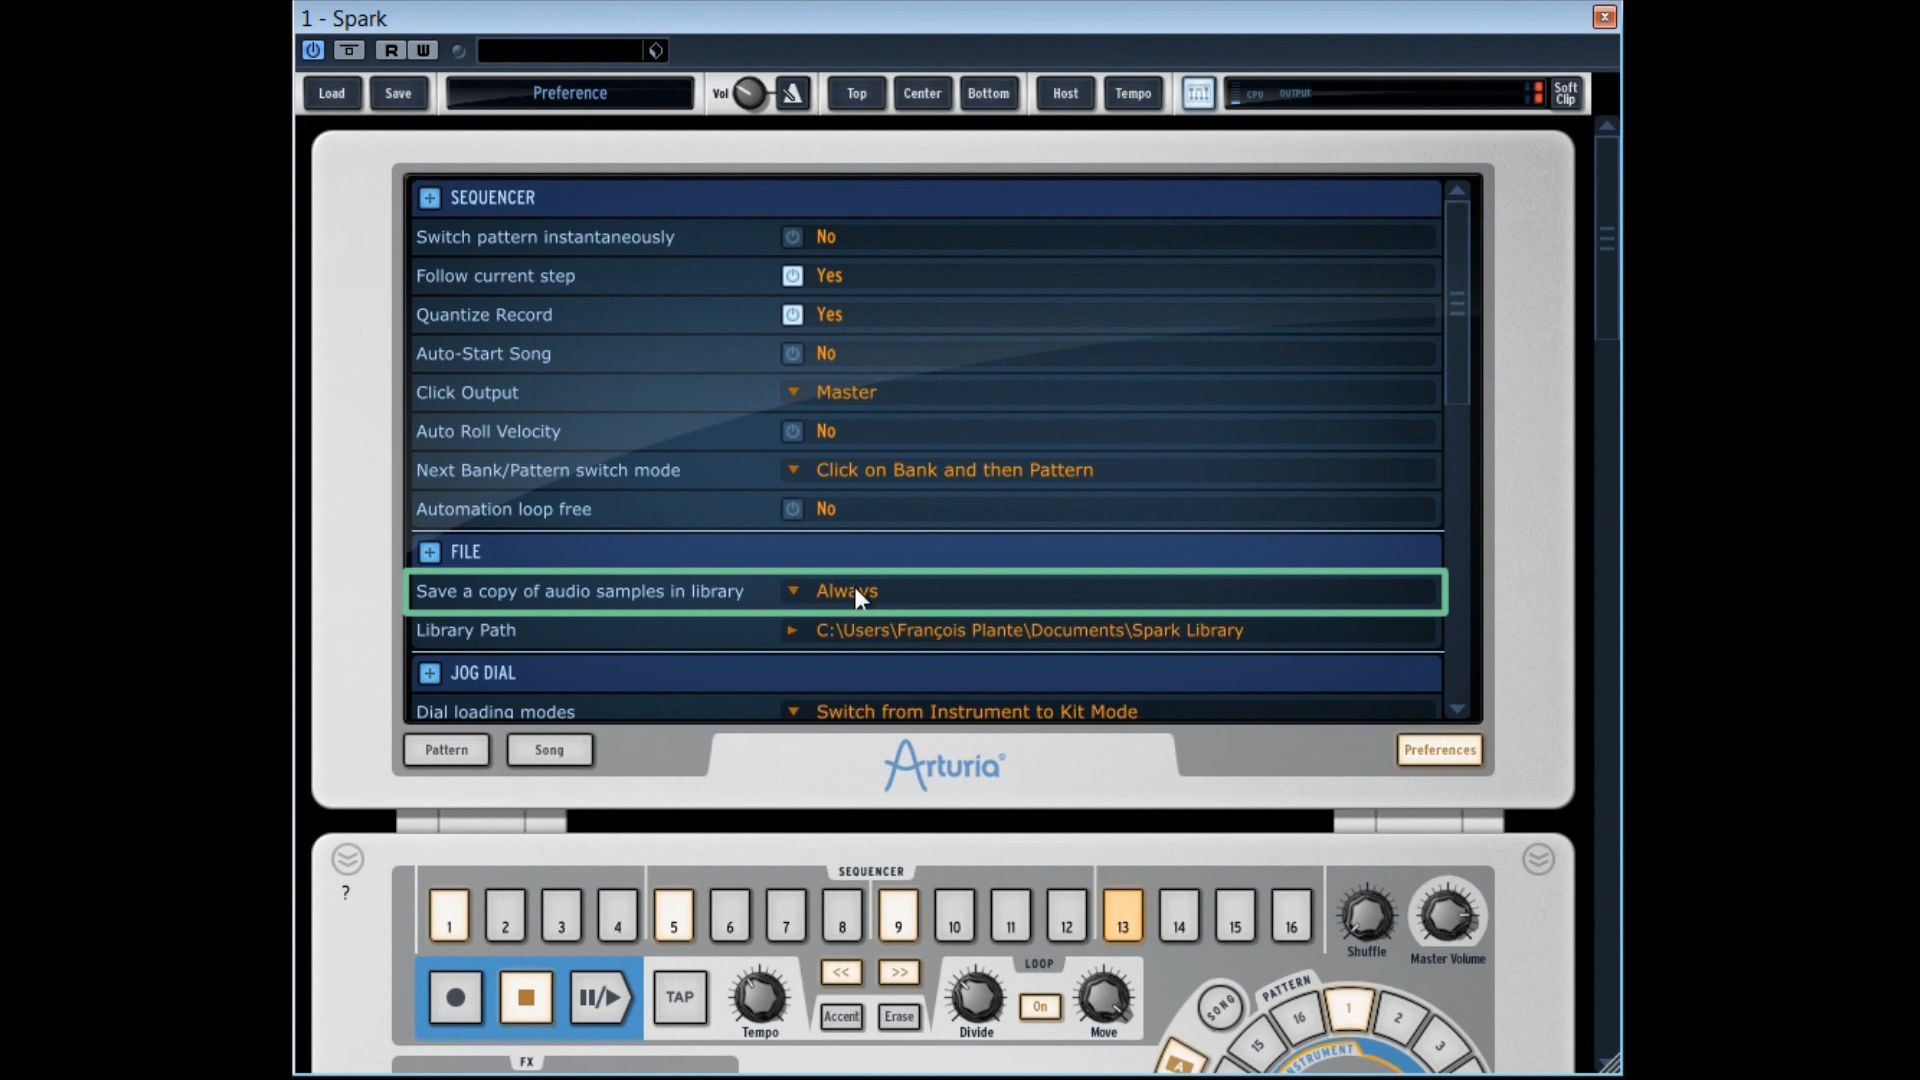 1 - Spark
R W
Load Save Preference Vol Top Center Bottom Host Tempo CPU OUTPUT Soft Clip
SEQUENCER
Switch pattern instantaneously No
Follow current step Yes
Quantize Record Yes
Auto-Start Song No
Click Output Master
Auto Roll Velocity No
Next Bank/Pattern switch mode Click on Bank and then Pattern
Automation loop free No
FILE
Save a copy of audio samples in library Always
Library Path C:\Users\François Plante\Documents\Spark Library
JOG DIAL
Dial loading modes Switch from Instrument to Kit Mode
Pattern Song Arturia Preferences
SEQUENCER
?
1 2 3 4 5 6 7 8 9 10 11 12 13 14 15 16
Shuffle Master Volume
<< >> LOOP
TAP Accent Erase On
Tempo Divide Move
SONG PATTERN
15 16 1 2 3
INSTRUMENT
A
FX